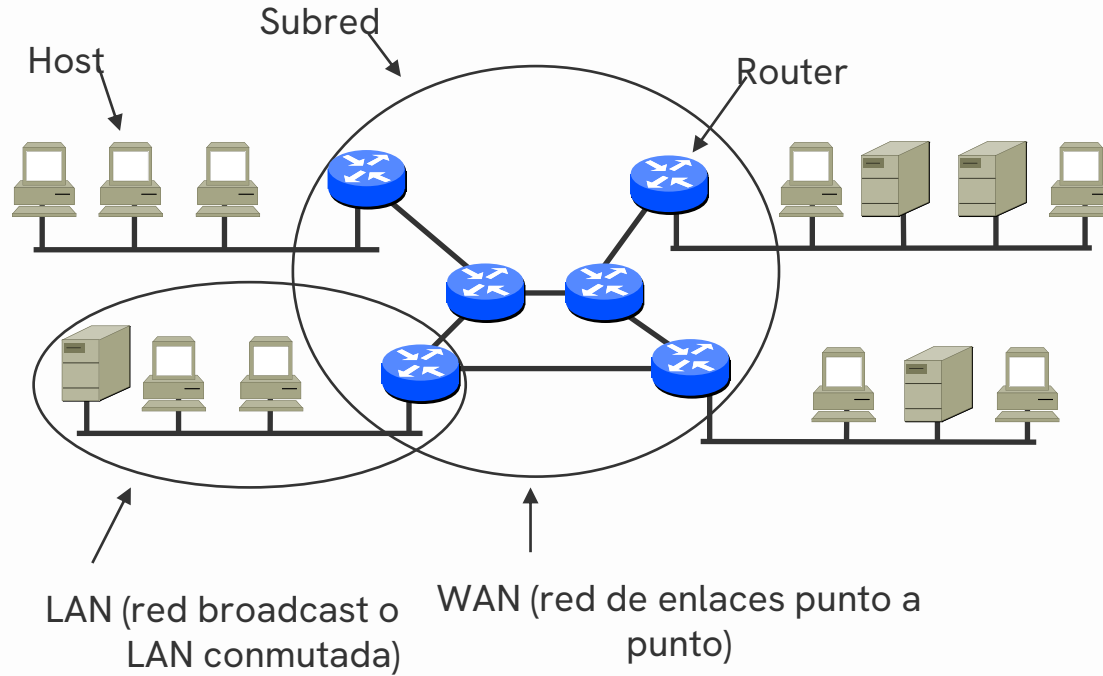 Subred
Host
Router
LAN (red broadcast o
LAN conmutada)
WAN (red de enlaces punto a
punto)